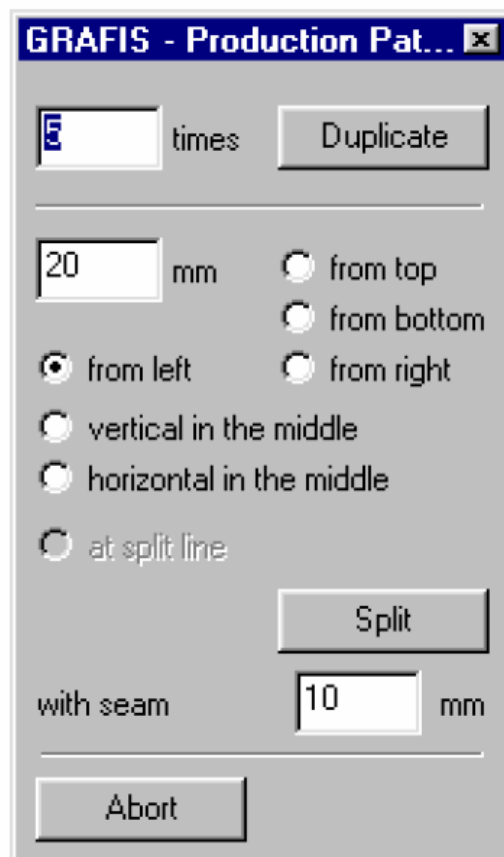 GRAFIS - Production Pat...
5 times Duplicate
20 mm from top
from bottom
from left from right
vertical in the middle
horizontal in the middle
at split line
Split
with seam 10 mm
Abort